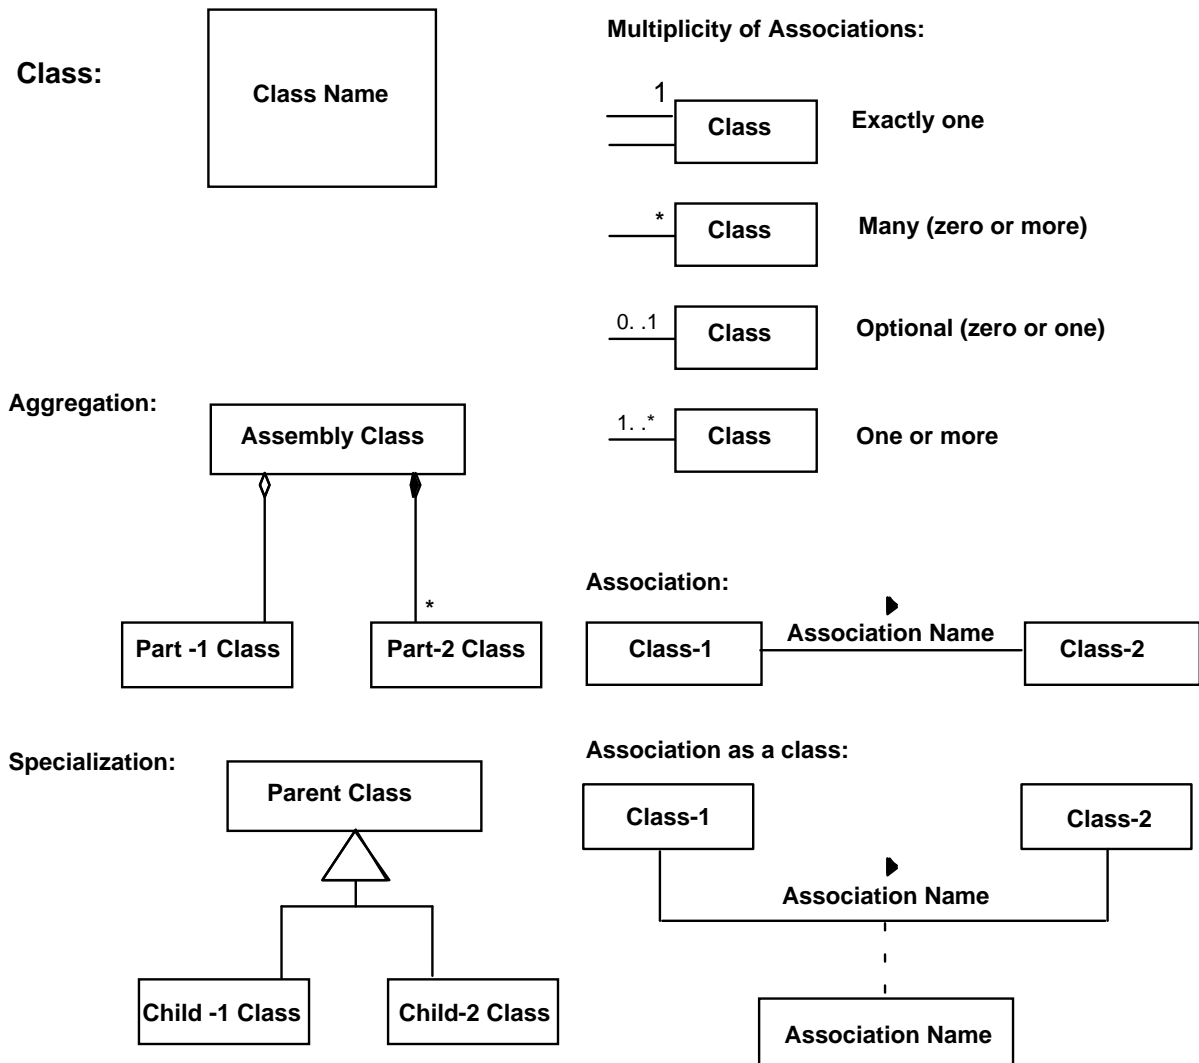 Class:
Class Name
Multiplicity of Associations:
1
Class
Exactly one
*
Class
Many (zero or more)
0. .1
Class
Optional (zero or one)
1. .*
Class
One or more
Aggregation:
Assembly Class
*
Part -1 Class
Part-2 Class
Association:
Class-1
Association Name
Class-2
Specialization:
Parent Class
Child -1 Class
Child-2 Class
Association as a class:
Class-1
Class-2
Association Name
Association Name